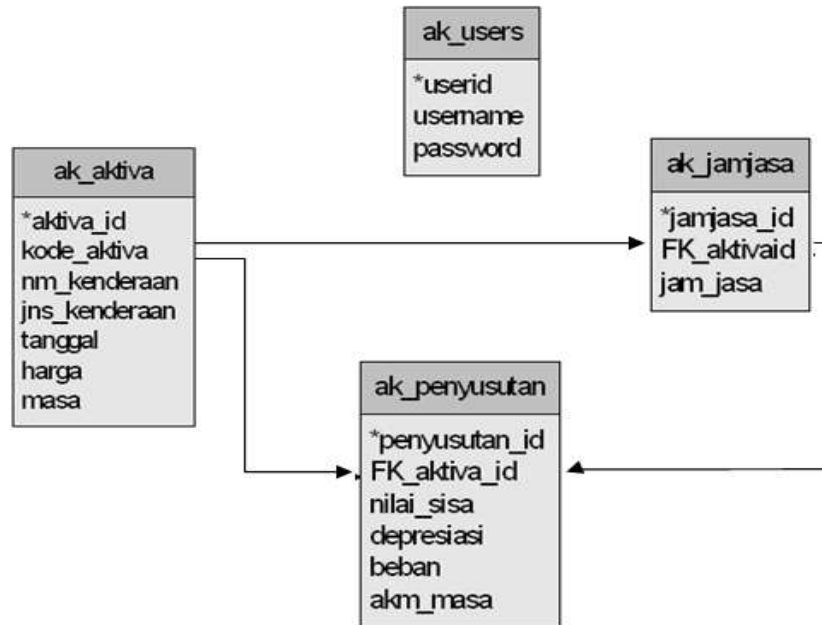 ak_users
*userid
username
password
ak_aktiva
*aktiva_id
kode_aktiva
nm_kenderaan
jns_kenderaan
tanggal
harga
masa
ak_jamjasa
*jamjasa_id
FK_aktivaid
jam_jasa
ak_penyusutan
*penyusutan_id
FK_aktiva_id
nilai_sisa
depresiasi
beban
akm_masa